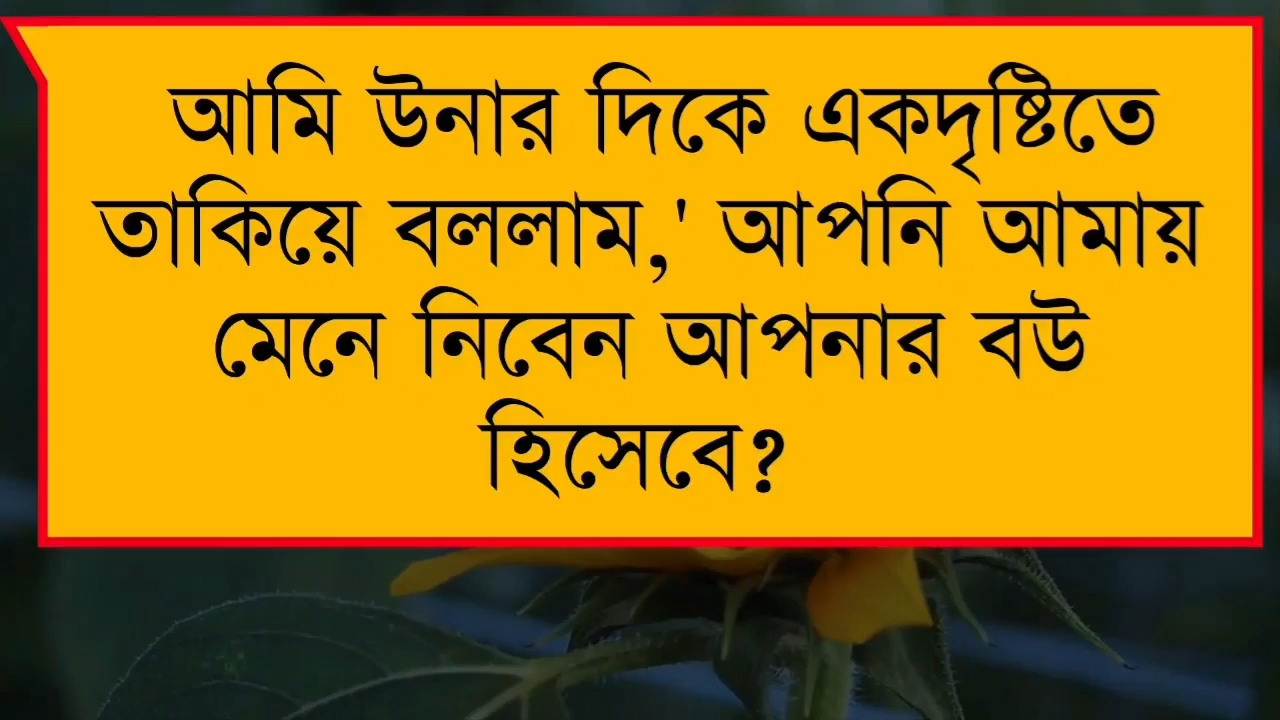 আমি উনার দিকে একদৃষ্টিতে
তাকিয়ে বললাম,' আপনি আমায়
মেনে নিবেন আপনার বউ
হিসেবে?